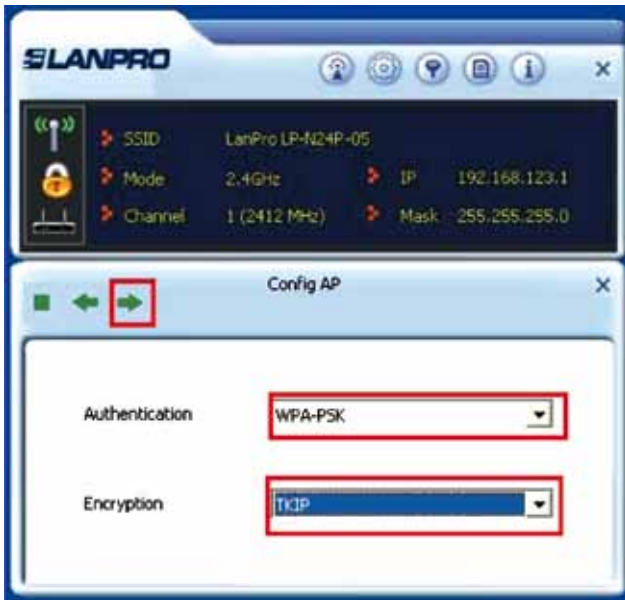 LANPRO
SSID LanPro LP-N24P-05
Mode 2.4GHz IP 192.168.123.1
Channel 1 (2412 MHz) Mask 255.255.255.0
Config AP
Authentication WPA-PSK
Encryption TKIP